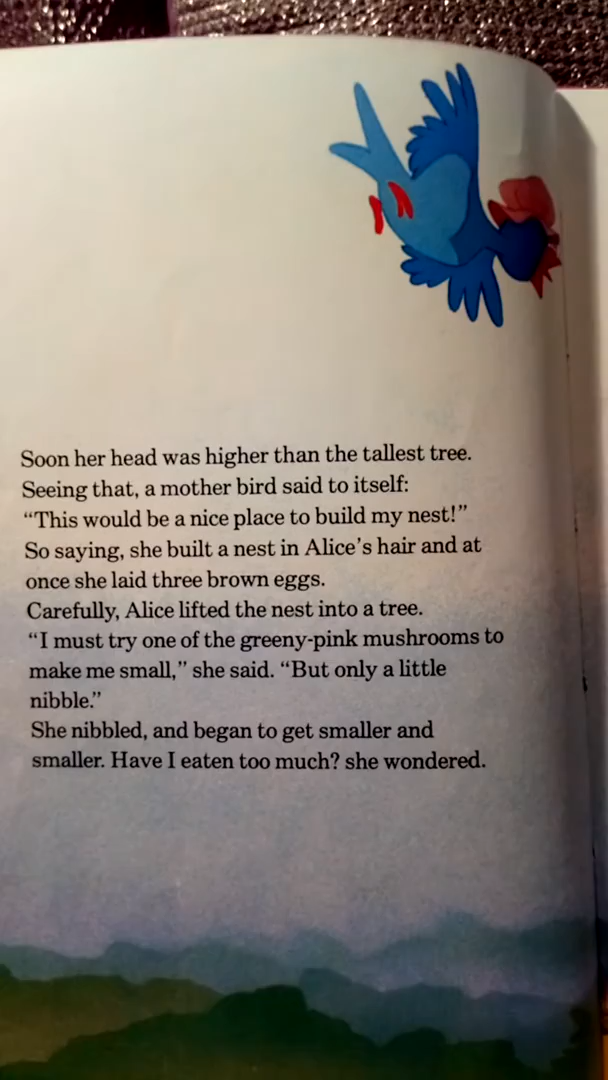 Soon her head was higher than the tallest tree.
Seeing that, a mother bird said to itself:
“This would be a nice place to build my nest!”
So saying, she built a nest in Alice’s hair and at
once she laid three brown eggs.
Carefully, Alice lifted the nest into a tree.
“I must try one of the greeny-pink mushrooms to
make me small,” she said. “But only a little
nibble.”
She nibbled, and began to get smaller and
smaller. Have I eaten too much? she wondered.